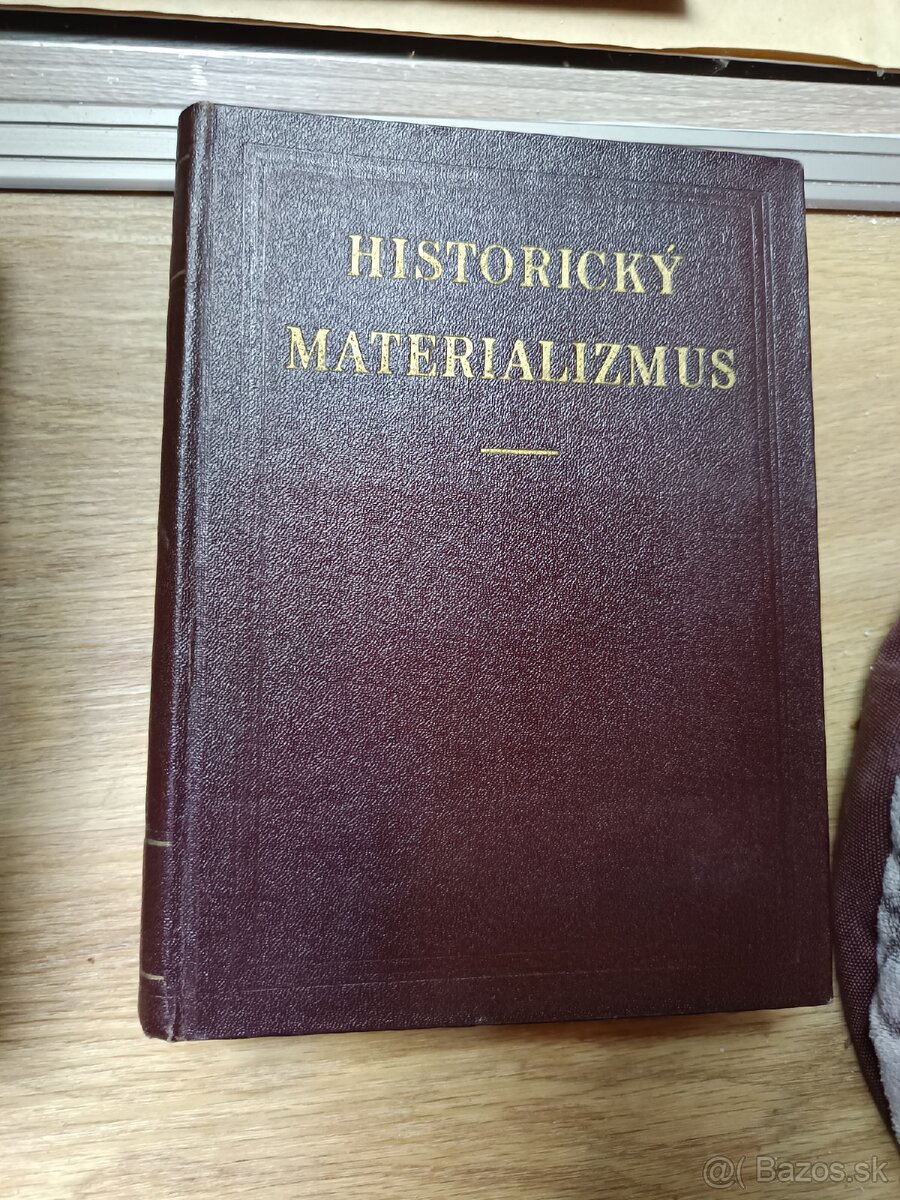 HISTORICKÝ
MATERIALIZMUS
@( Bazos.sk